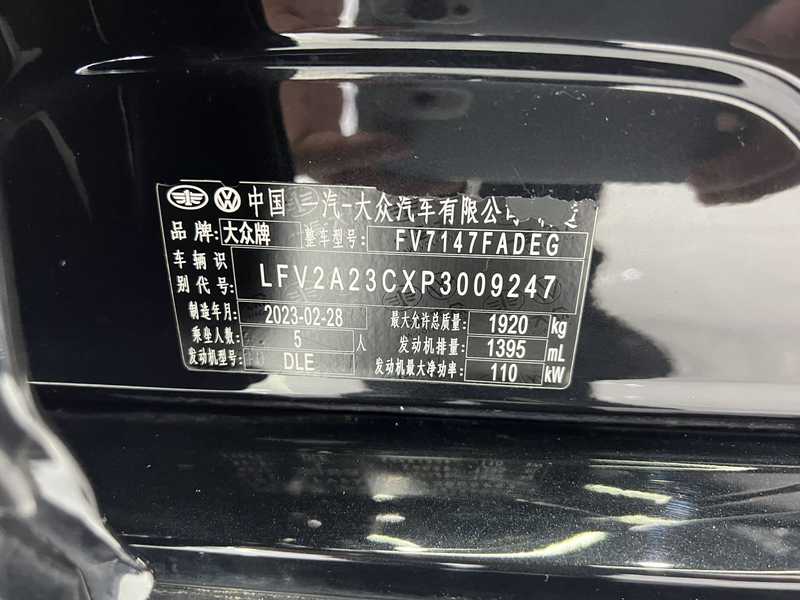 中国 一汽-大众汽车有限公司
品 牌: 大众牌 整车型号: FV7147FADEG
车 辆 识
别 代 号: LFV2A23CXP3009247
制造年月: 2023-02-28 最大允许总质量: 1920 kg
乘坐人数: 5 人 发动机排量: 1395 mL
发动机型号: DLE 发动机最大净功率: 110 kW